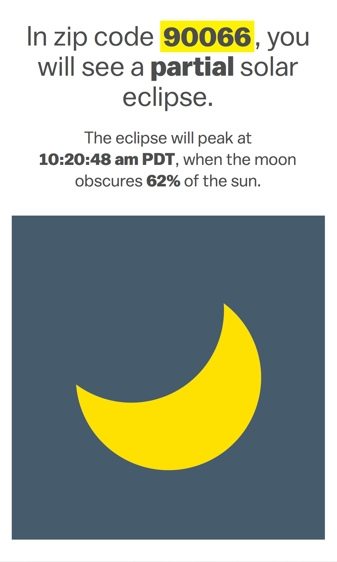 In zip code 90066, you
will see a partial solar
eclipse.
The eclipse will peak at
10:20:48 am PDT, when the moon
obscures 62% of the sun.